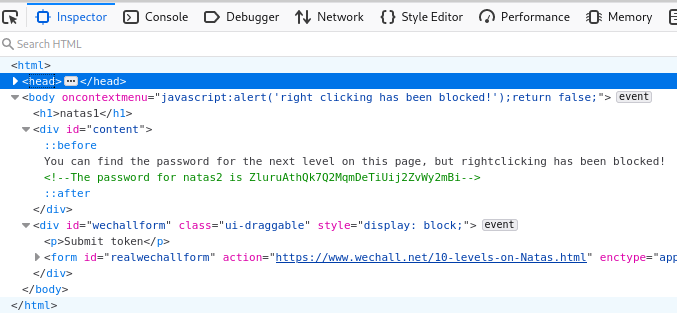 Inspector Console Debugger Network Style Editor Performance Memory
Search HTML
<html>
<head> ••• </head>
<body oncontextmenu="javascript:alert('right clicking has been blocked!');return false;"> event
<h1>natas1</h1>
<div id="content">
::before
You can find the password for the next level on this page, but rightclicking has been blocked!
<!--The password for natas2 is ZluruAthQk7Q2MqmDeTiUij2ZvWy2mBi-->
::after
</div>
<div id="wechallform" class="ui-draggable" style="display: block;"> event
<p>Submit token</p>
<form id="realwechallform" action="https://www.wechall.net/10-levels-on-Natas.html" enctype="app
</div>
</body>
</html>